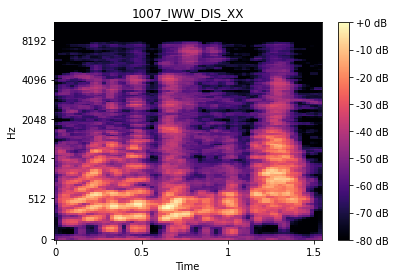 1007_IWW_DIS_XX
+0 dB
8192
-10 dB
4096
-20 dB
-30 dB
2048
Hz
-40 dB
1024
-50 dB
512
-60 dB
-70 dB
0
-80 dB
0
0.5
1
1.5
Time